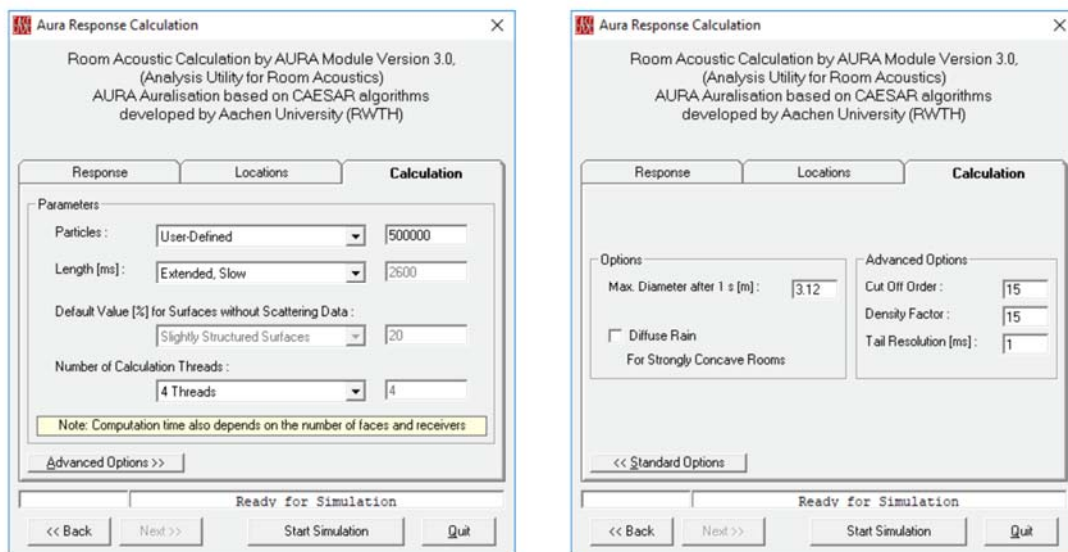 EASE Aura Response Calculation
Room Acoustic Calculation by AURA Module Version 3.0,
(Analysis Utility for Room Acoustics)
AURA Auralisation based on CAESAR algorithms
developed by Aachen University (RWTH)
Response Locations Calculation
Parameters
Particles : User-Defined 500000
Length [ms] : Extended, Slow 2600
Default Value [%] for Surfaces without Scattering Data :
Slightly Structured Surfaces 20
Number of Calculation Threads :
4 Threads 4
Note: Computation time also depends on the number of faces and receivers
Advanced Options >>
Ready for Simulation
<< Back Next >> Start Simulation Quit
EASE Aura Response Calculation
Room Acoustic Calculation by AURA Module Version 3.0,
(Analysis Utility for Room Acoustics)
AURA Auralisation based on CAESAR algorithms
developed by Aachen University (RWTH)
Response Locations Calculation
Options
Max. Diameter after 1 s [m] : 3.12
Diffuse Rain
For Strongly Concave Rooms
Advanced Options
Cut Off Order : 15
Density Factor : 15
Tail Resolution [ms] : 1
<< Standard Options
Ready for Simulation
<< Back Next >> Start Simulation Quit